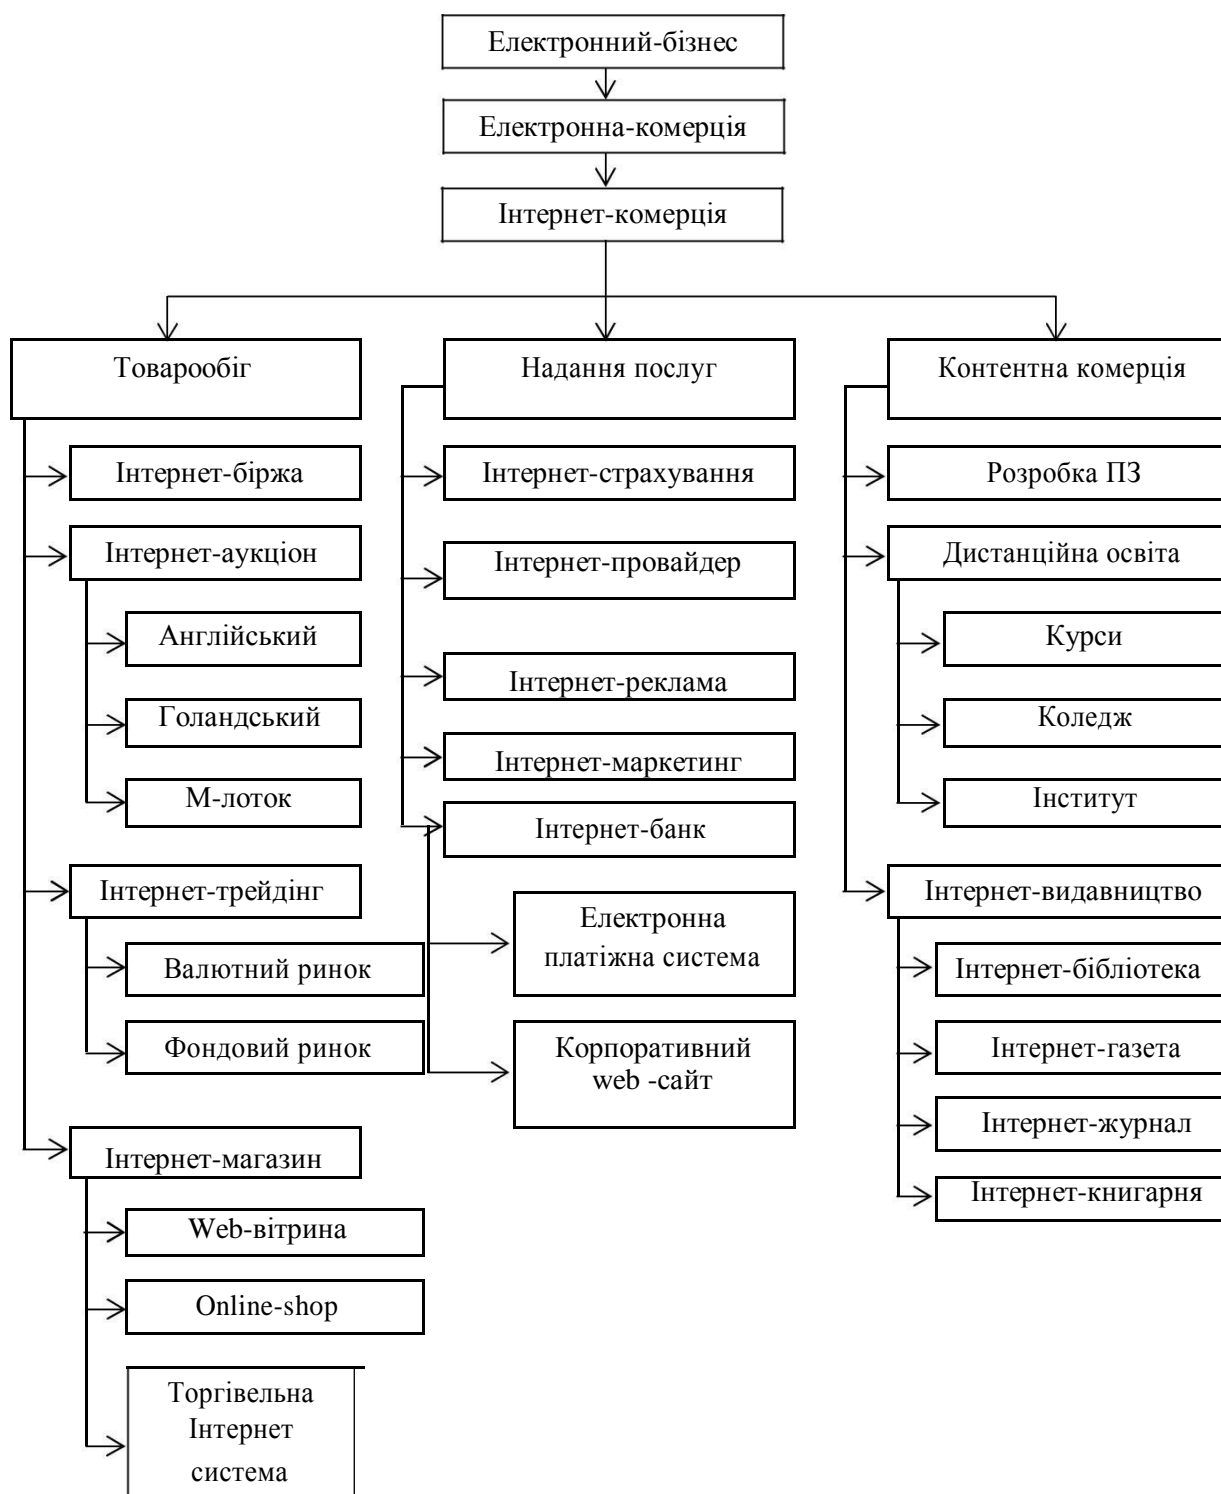 Електронний-бізнес
Електронна-комерція
Інтернет-комерція
Товарообіг
Інтернет-біржа
Інтернет-аукціон
Англійський
Голандський
М-лоток
Інтернет-трейдінг
Валютний ринок
Фондовий ринок
Інтернет-магазин
Web-вітрина
Online-shop
Торгівельна
Інтернет
система
Надання послуг
Інтернет-страхування
Інтернет-провайдер
Інтернет-реклама
Інтернет-маркетинг
Інтернет-банк
Електронна
платіжна система
Корпоративний
web -сайт
Контентна комерція
Розробка ПЗ
Дистанційна освіта
Курси
Коледж
Інститут
Інтернет-видавництво
Інтернет-бібліотека
Інтернет-газета
Інтернет-журнал
Інтернет-книгарня